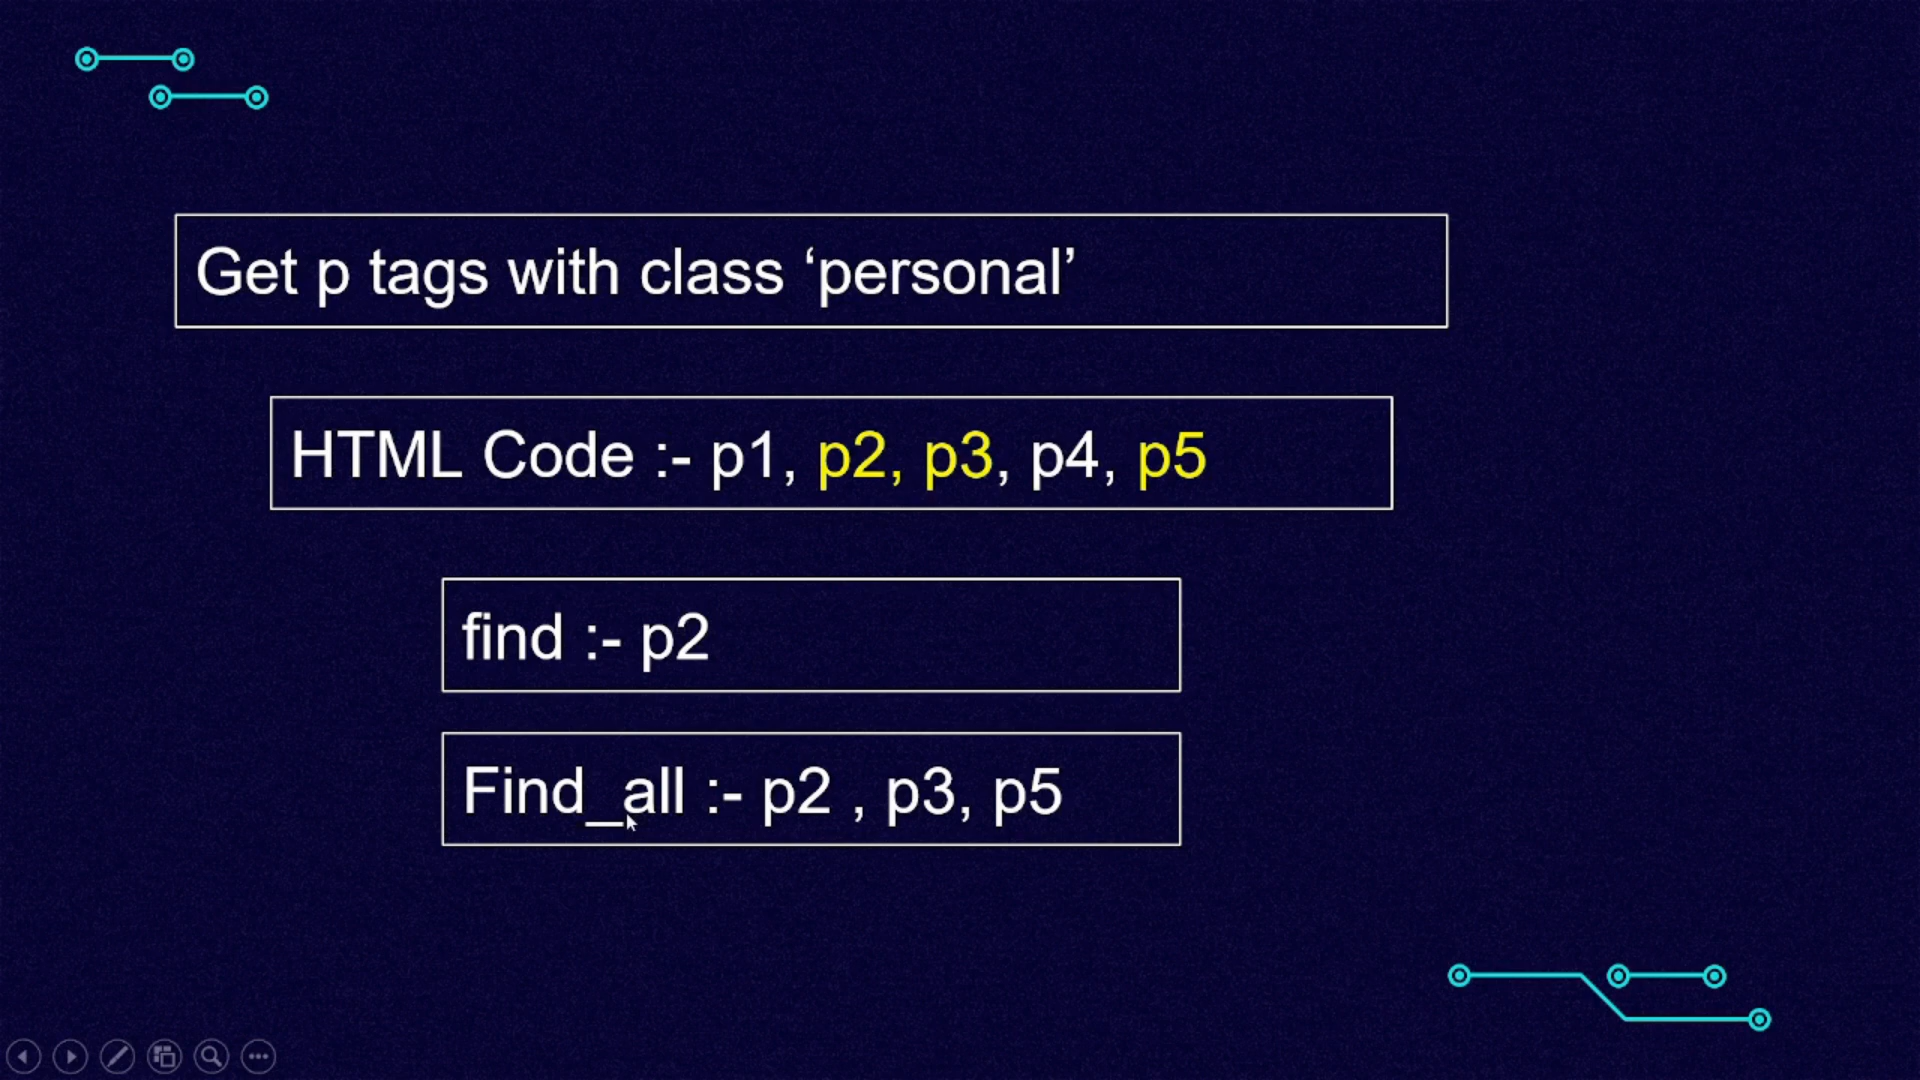 Get p tags with class ‘personal’
HTML Code :- p1, p2, p3, p4, p5
find :- p2
Find_all :- p2 , p3, p5